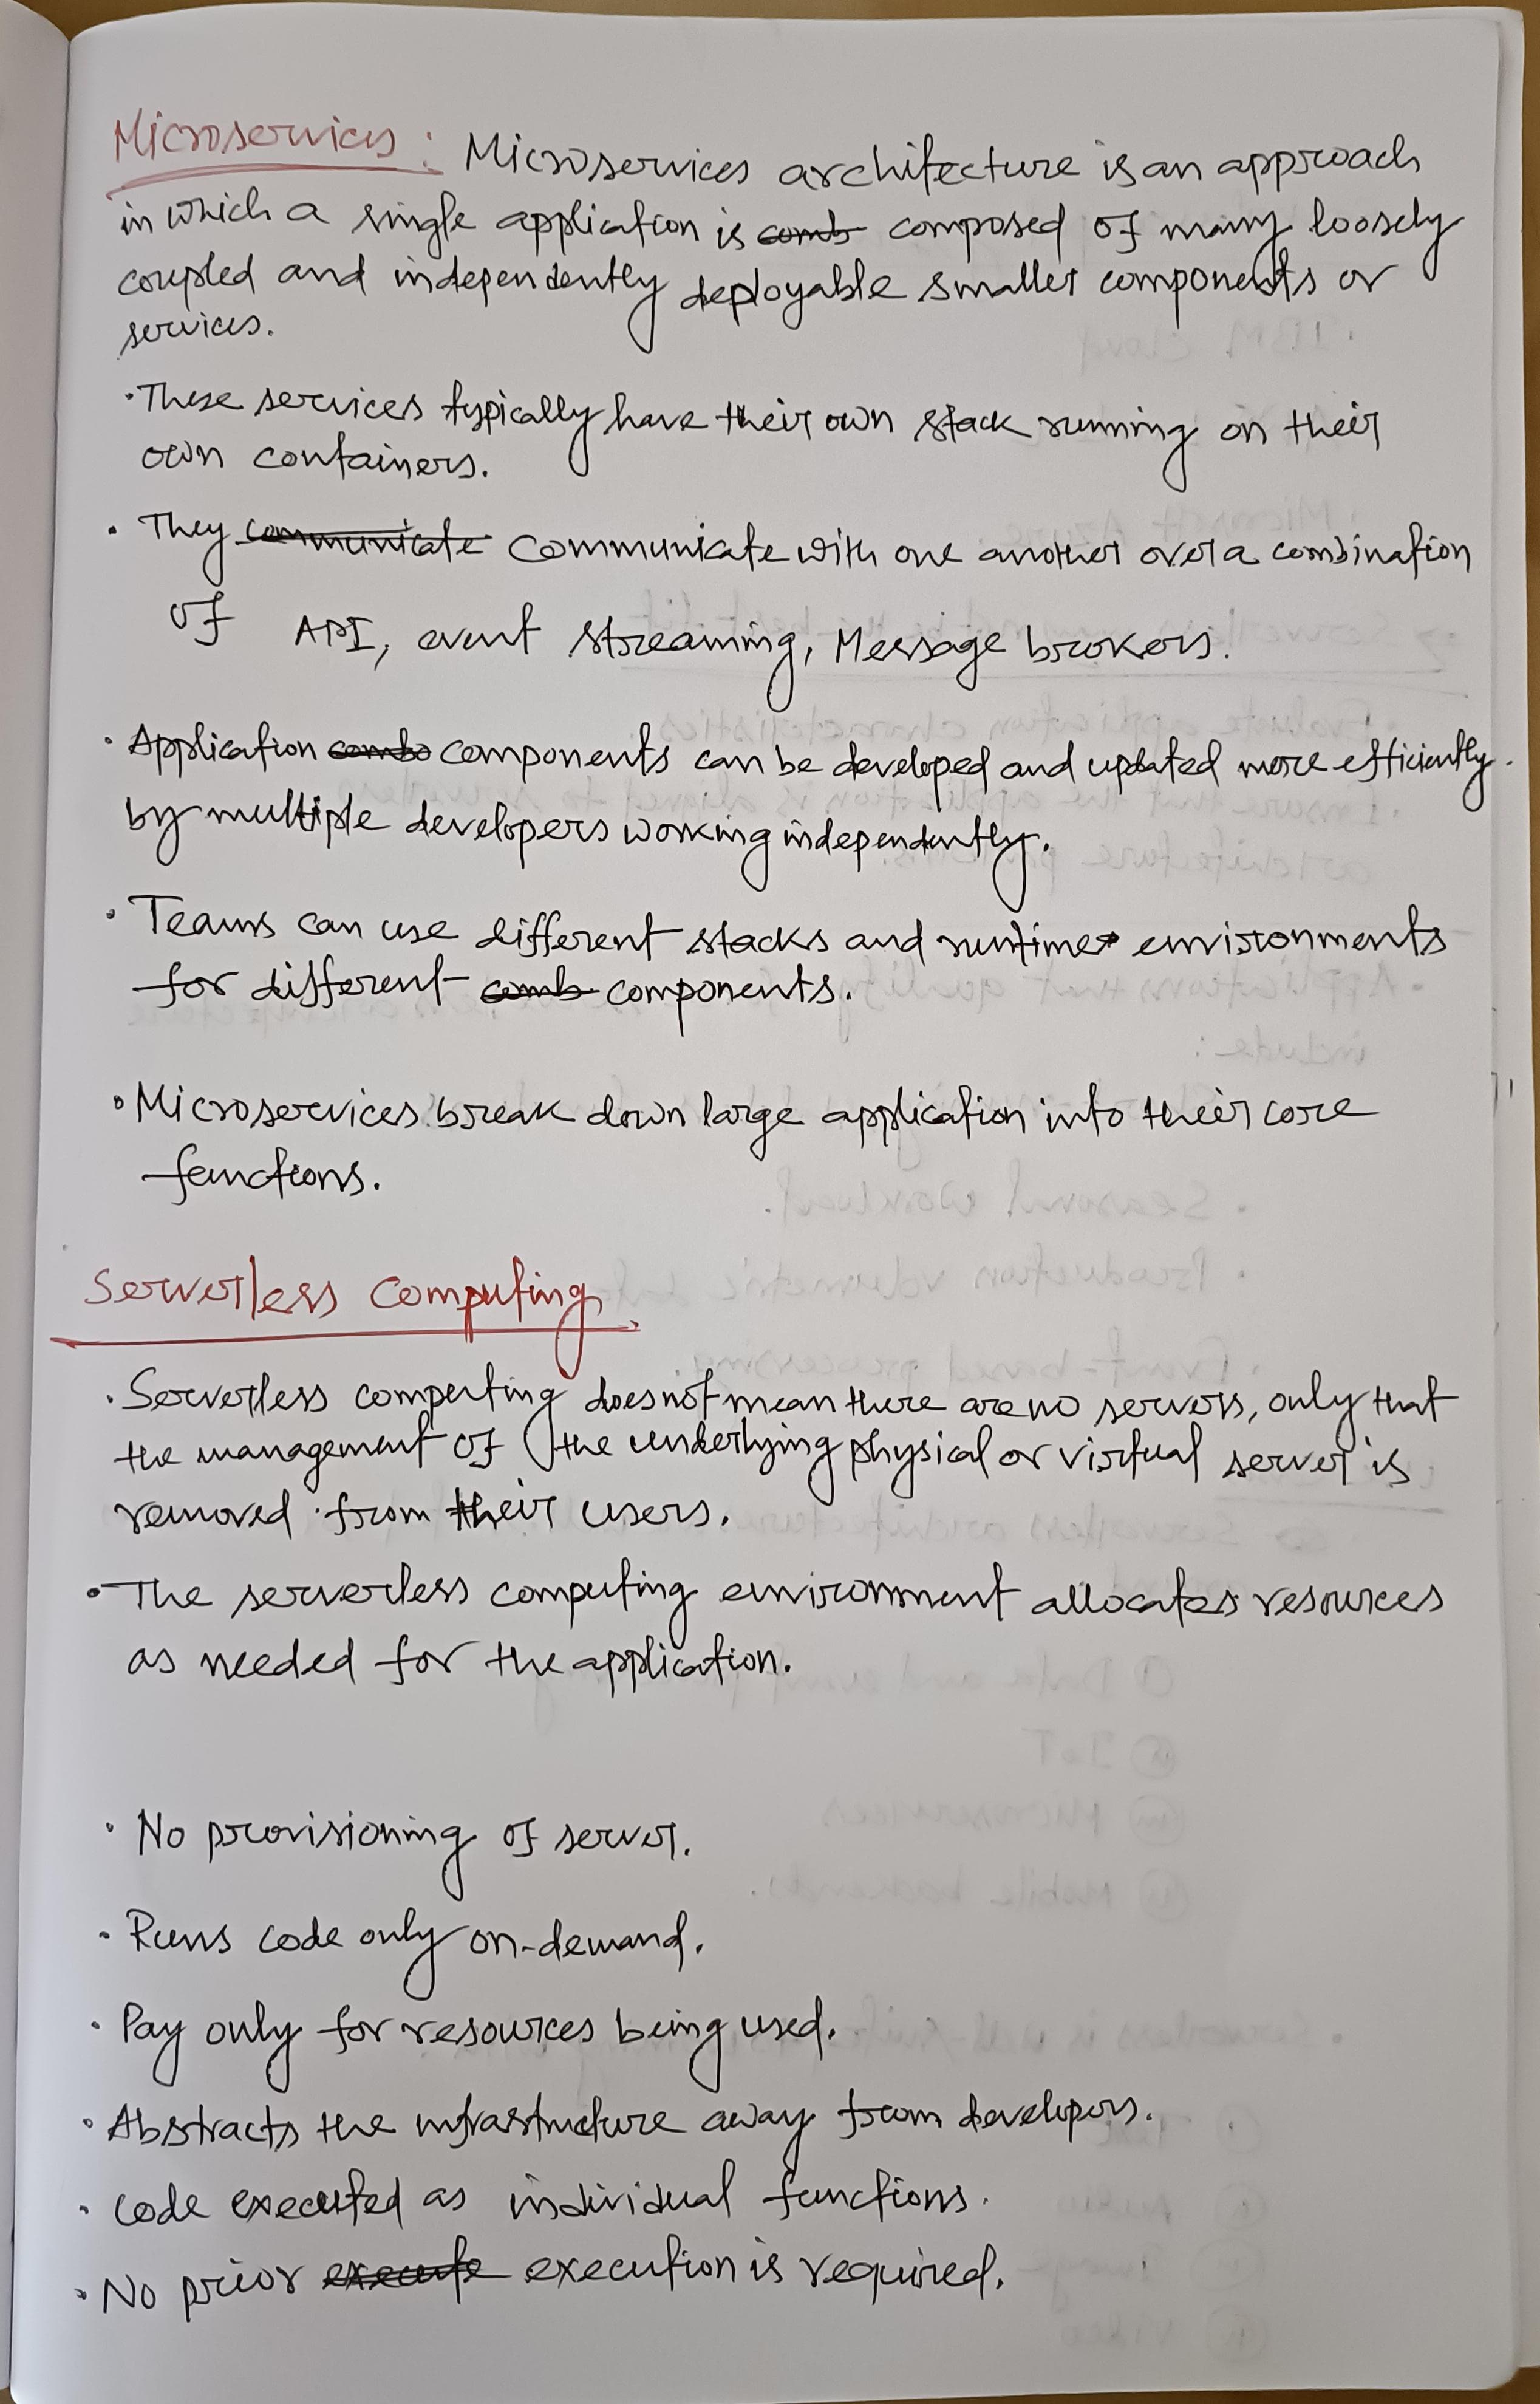 Microservices : Microservices architecture is an approach
in which a single application is comb composed of many loosely
coupled and independently deployable smaller components or
services.
• These services typically have their own stack running on their
own containers.
• They communicate communicate with one another over a combination
of API, event streaming, Message brokers.
• Application combo components can be developed and updated more efficiently.
by multiple developers working independently.
• Teams can use different stacks and runtime environments
for different comb components.
• Microservices break down large application into their core
functions.
Serverless Computing.
• Serverless computing does not mean there are no servers, only that
the management of the underlying physical or virtual server is
removed from their users.
• The serverless computing environment allocates resources
as needed for the application.
• No provisioning of server.
• Runs code only on-demand.
• Pay only for resources being used.
• Abstracts the infrastructure away from developers.
• Code executed as individual functions.
• No prior execute execution is required.